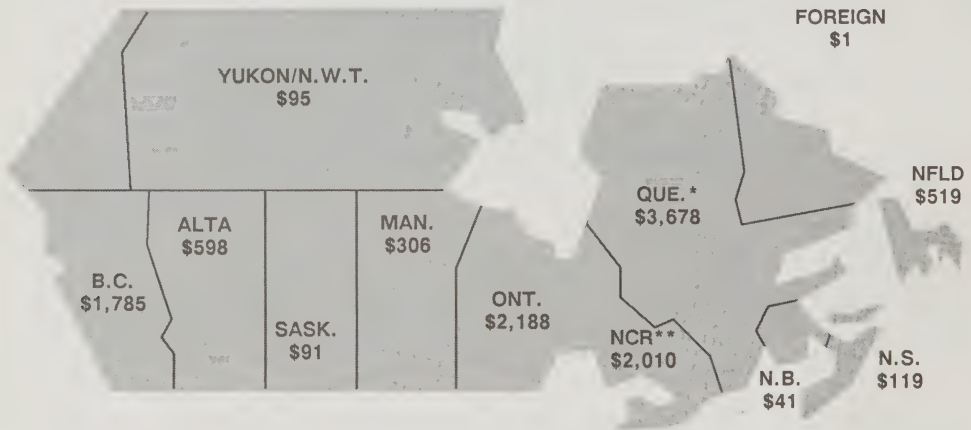 FOREIGN
$1
YUKON/N.W.T.
$95
NFLD
$519
QUE.*
$3,678
ALTA
$598
MAN.
$306
B.C.
$1,785
ONT.
$2,188
SASK.
$91
NCR**
$2,010
N.S.
$119
N.B.
$41